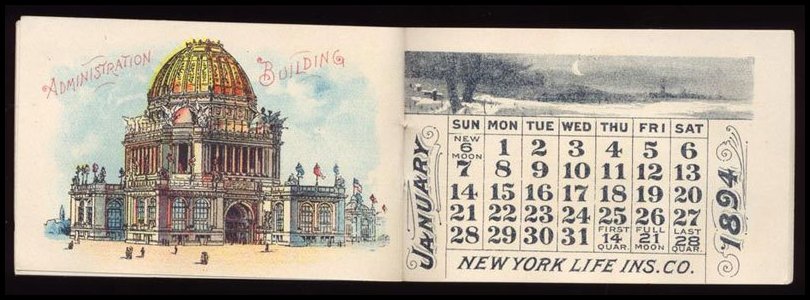 ADMINISTRATION BUILDING
JANUARY
1894
SUN MON TUE WED THU FRI SAT
NEW 6 MOON 1 2 3 4 5 6
7 8 9 10 11 12 13
14 15 16 17 18 19 20
21 22 23 24 25 26 27
28 29 30 31 FIRST 14 QUAR. FULL 21 MOON LAST 28 QUAR.
NEW YORK LIFE INS. CO.